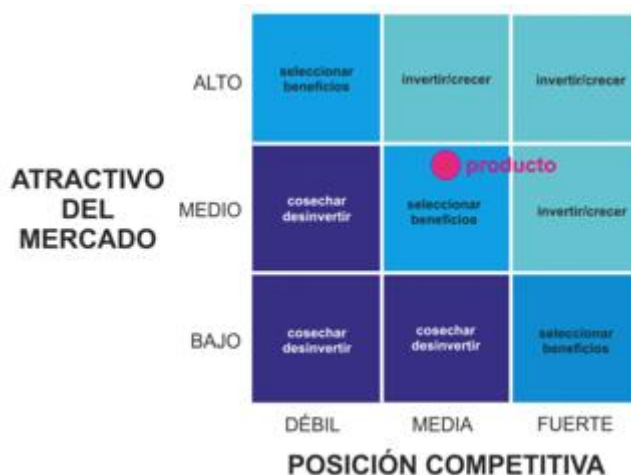 ALTO
seleccionar
beneficios
invertir/crecer
invertir/crecer
ATRACTIVO
DEL
MERCADO
MEDIO
cosechar
desinvertir
producto
seleccionar
beneficios
invertir/crecer
BAJO
cosechar
desinvertir
cosechar
desinvertir
seleccionar
beneficios
DÉBIL
MEDIA
FUERTE
POSICIÓN COMPETITIVA